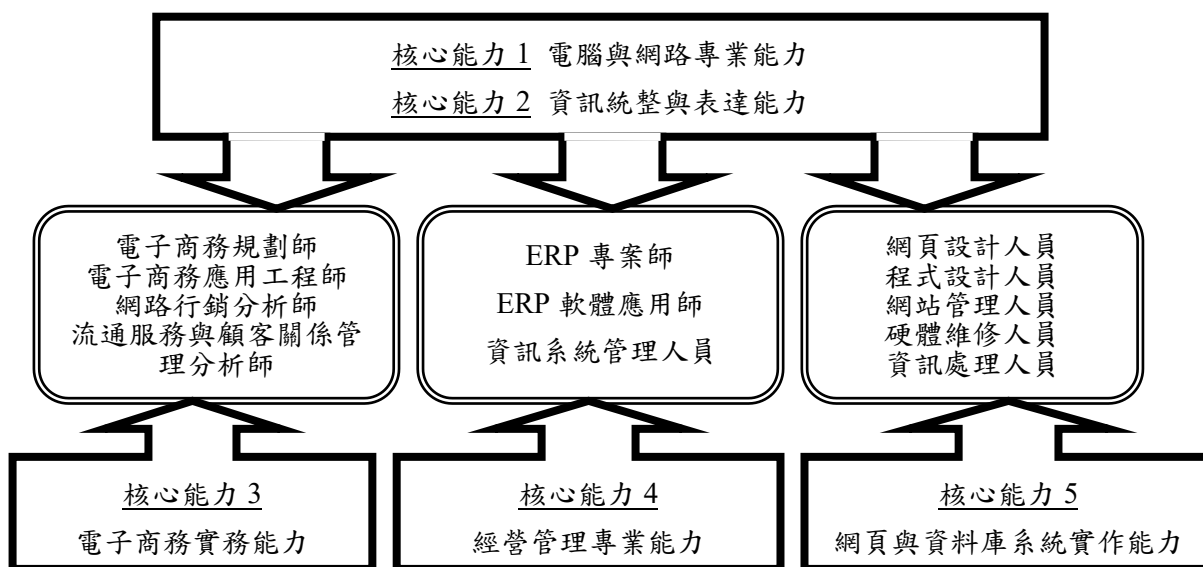 核心能力 1 電腦與網路專業能力
核心能力 2 資訊統整與表達能力
電子商務規劃師
電子商務應用工程師
網路行銷分析師
流通服務與顧客關係管
理分析師
ERP 專案師
ERP 軟體應用師
資訊系統管理人員
網頁設計人員
程式設計人員
網站管理人員
硬體維修人員
資訊處理人員
核心能力 3
電子商務實務能力
核心能力 4
經營管理專業能力
核心能力 5
網頁與資料庫系統實作能力